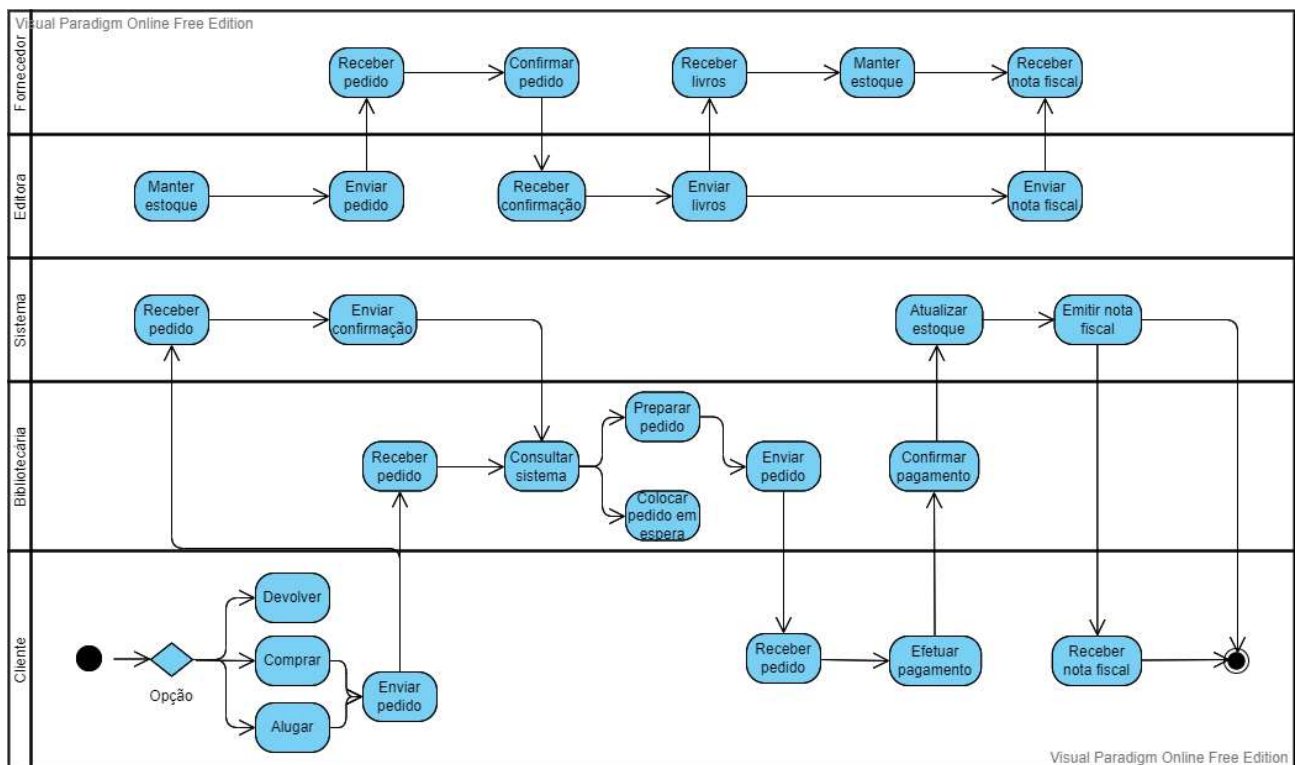 Visual Paradigm Online Free Edition
Fornecedor
Receber
pedido
Confirmar
pedido
Receber
livros
Manter
estoque
Receber
nota fiscal
Editora
Manter
estoque
Enviar
pedido
Receber
confirmação
Enviar
livros
Enviar
nota fiscal
Sistema
Receber
pedido
Enviar
confirmação
Atualizar
estoque
Emitir nota
fiscal
Bibliotecária
Receber
pedido
Consultar
sistema
Preparar
pedido
Colocar
pedido em
espera
Enviar
pedido
Confirmar
pagamento
Cliente
Opção
Devolver
Comprar
Alugar
Enviar
pedido
Receber
pedido
Efetuar
pagamento
Receber
nota fiscal
Visual Paradigm Online Free Edition